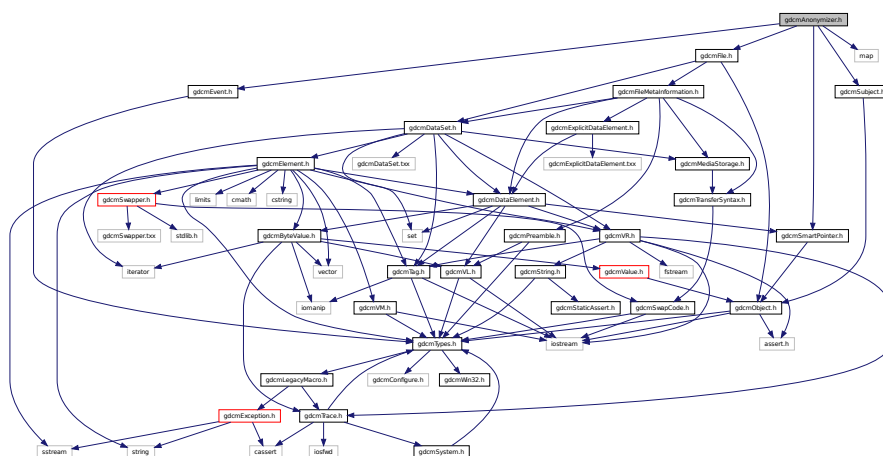 gdcmAnonymizer.h
gdcmFile.h
map
gdcmEvent.h
gdcmFileMetaInformation.h
gdcmSubject.h
gdcmDataSet.h
gdcmExplicitDataElement.h
gdcmElement.h
gdcmDataSet.txx
gdcmExplicitDataElement.txx
gdcmMediaStorage.h
gdcmSwapper.h
limits
cmath
cstring
gdcmDataElement.h
gdcmTransferSyntax.h
gdcmSwapper.txx
stdlib.h
gdcmByteValue.h
set
gdcmPreamble.h
gdcmVR.h
gdcmSmartPointer.h
iterator
vector
gdcmTag.h
gdcmVL.h
gdcmString.h
gdcmValue.h
fstream
iomanip
gdcmVM.h
gdcmStaticAssert.h
gdcmSwapCode.h
gdcmObject.h
gdcmTypes.h
iostream
assert.h
gdcmLegacyMacro.h
gdcmConfigure.h
gdcmWin32.h
gdcmException.h
gdcmTrace.h
sstream
string
cassert
iosfwd
gdcmSystem.h